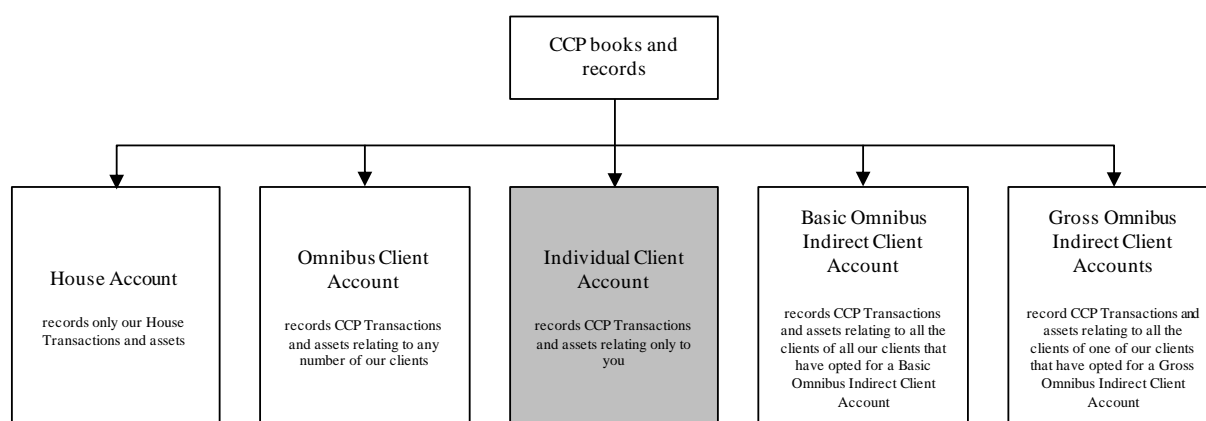 CCP books and
records
House Account
records only our House
Transactions and assets
Omnibus Client
Account
records CCP Transactions
and assets relating to any
number of our clients
Individual Client
Account
records CCP Transactions
and assets relating only to
you
Basic Omnibus
Indirect Client
Account
records CCP Transactions
and assets relating to all the
clients of all our clients that
have opted for a Basic
Omnibus Indirect Client
Account
Gross Omnibus
Indirect Client
Accounts
record CCP Transactions and
assets relating to all the
clients of one of our clients
that have opted for a Gross
Omnibus Indirect Client
Account